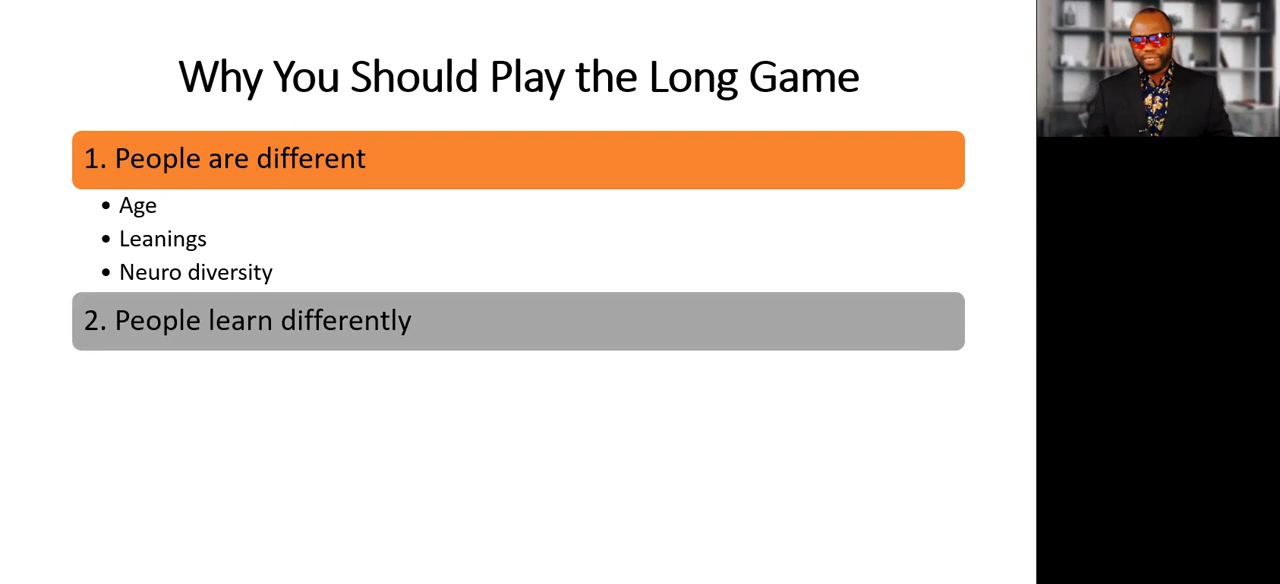 Why You Should Play the Long Game
1. People are different
• Age
• Leanings
• Neuro diversity
2. People learn differently